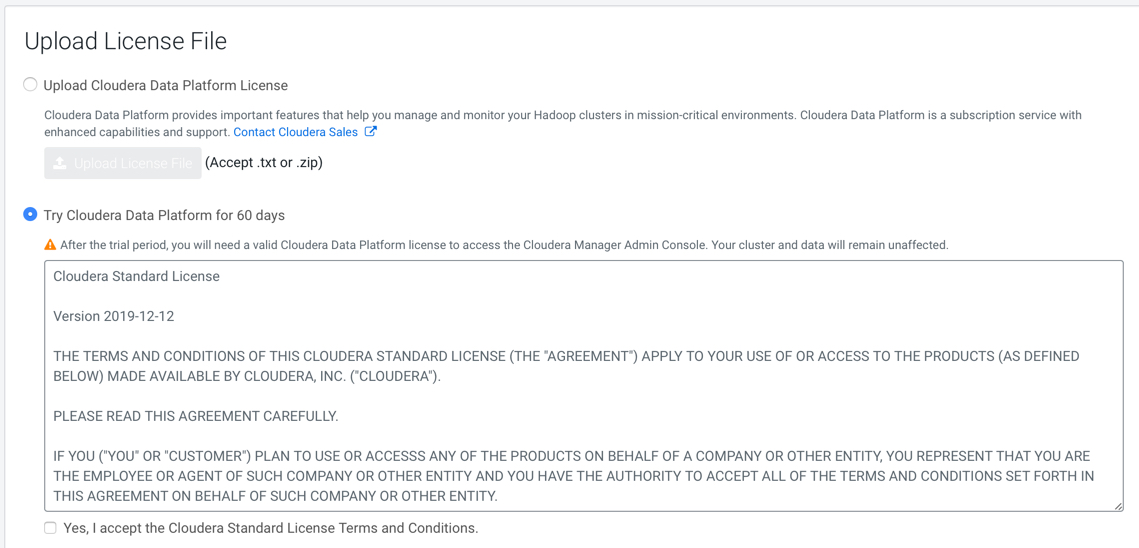 Upload License File
Upload Cloudera Data Platform License
Cloudera Data Platform provides important features that help you manage and monitor your Hadoop clusters in mission-critical environments. Cloudera Data Platform is a subscription service with
enhanced capabilities and support. Contact Cloudera Sales
Upload License File (Accept .txt or .zip)
Try Cloudera Data Platform for 60 days
After the trial period, you will need a valid Cloudera Data Platform license to access the Cloudera Manager Admin Console. Your cluster and data will remain unaffected.
Cloudera Standard License
Version 2019-12-12
THE TERMS AND CONDITIONS OF THIS CLOUDERA STANDARD LICENSE (THE "AGREEMENT") APPLY TO YOUR USE OF OR ACCESS TO THE PRODUCTS (AS DEFINED
BELOW) MADE AVAILABLE BY CLOUDERA, INC. ("CLOUDERA").
PLEASE READ THIS AGREEMENT CAREFULLY.
IF YOU ("YOU" OR "CUSTOMER") PLAN TO USE OR ACCESSS ANY OF THE PRODUCTS ON BEHALF OF A COMPANY OR OTHER ENTITY, YOU REPRESENT THAT YOU ARE
THE EMPLOYEE OR AGENT OF SUCH COMPANY OR OTHER ENTITY AND YOU HAVE THE AUTHORITY TO ACCEPT ALL OF THE TERMS AND CONDITIONS SET FORTH IN
THIS AGREEMENT ON BEHALF OF SUCH COMPANY OR OTHER ENTITY.
Yes, I accept the Cloudera Standard License Terms and Conditions.